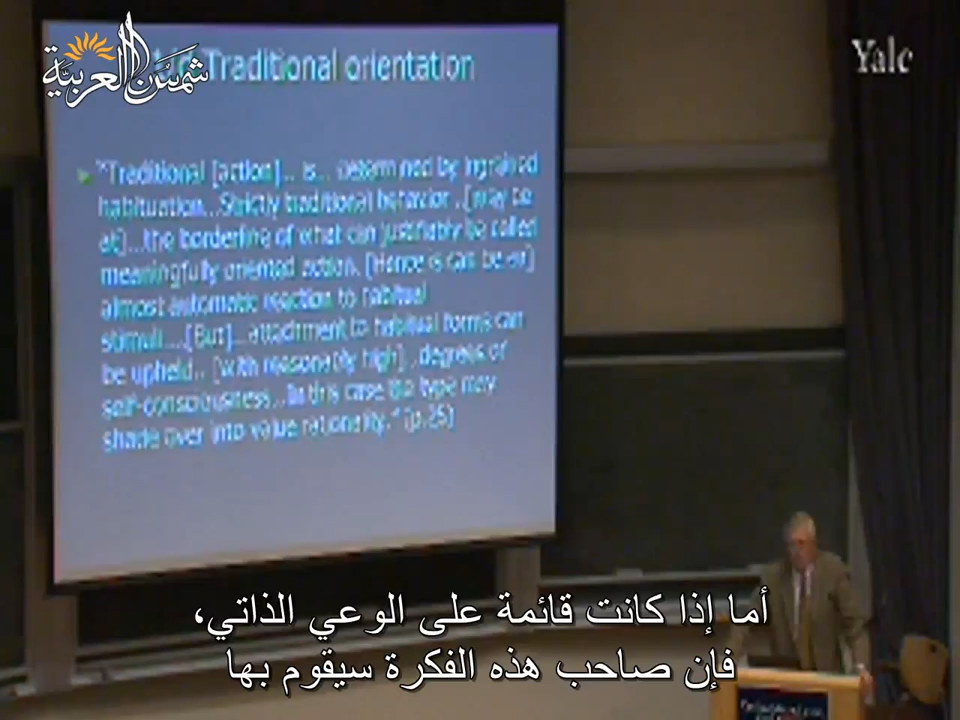 شمس العربية
Yale
Traditional orientation
"Traditional [action]... is... determined by ingrained
habituation...Strictly traditional behavior ..[may be
at]...the borderline of what can justifiably be called
meaningfully oriented action. [Hence is can be an]
almost automatic reaction to habitual
stimuli....[But]...attachment to habitual forms can
be upheld.. [with reasonably high]..degrees of
self-consciousness...In this case the type may
shade over into value rationality." (p.25)
أما إذا كانت قائمة على الوعي الذاتي،
فإن صاحب هذه الفكرة سيقوم بها